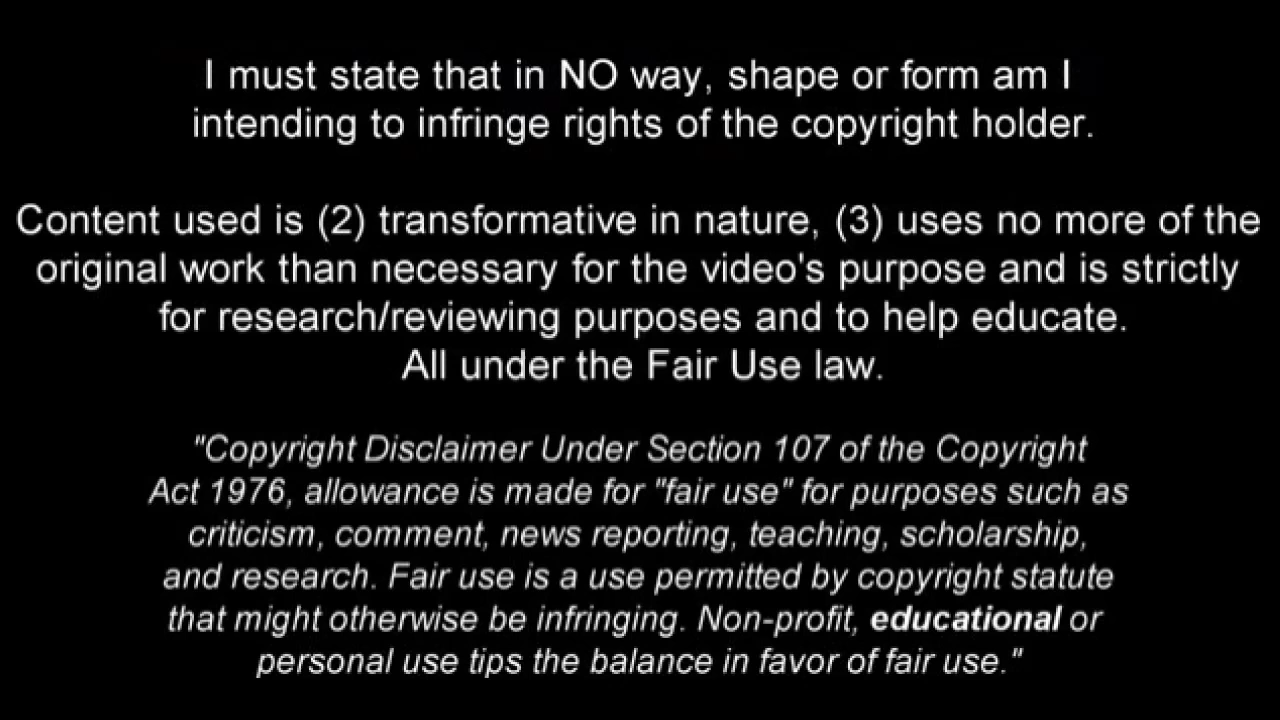 I must state that in NO way, shape or form am I
intending to infringe rights of the copyright holder.
Content used is (2) transformative in nature, (3) uses no more of the
original work than necessary for the video's purpose and is strictly
for research/reviewing purposes and to help educate.
All under the Fair Use law.
"Copyright Disclaimer Under Section 107 of the Copyright
Act 1976, allowance is made for "fair use" for purposes such as
criticism, comment, news reporting, teaching, scholarship,
and research. Fair use is a use permitted by copyright statute
that might otherwise be infringing. Non-profit, educational or
personal use tips the balance in favor of fair use."